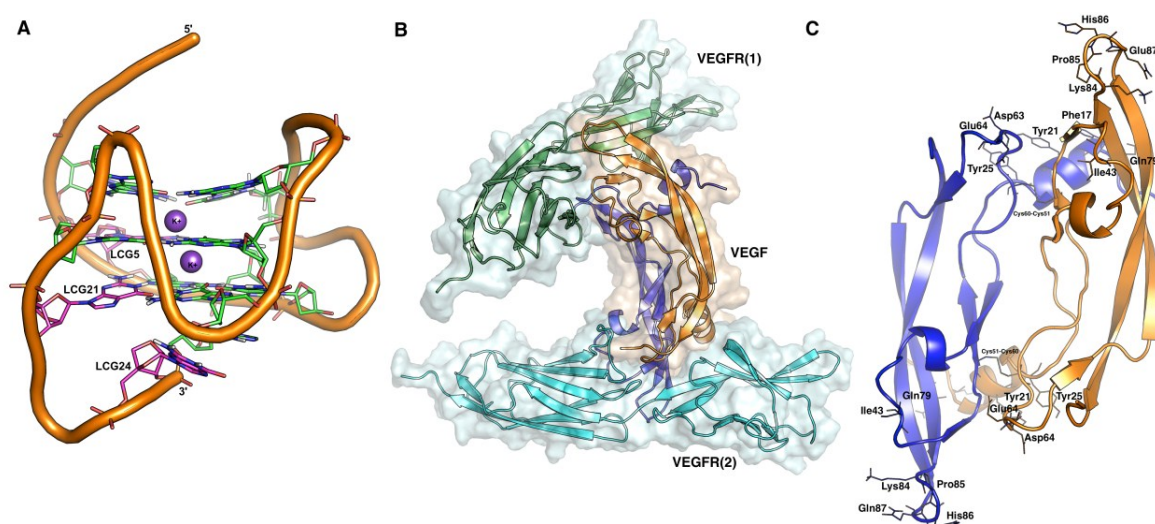 A
5'
K+
K+
LCG5
LCG21
LCG24
3'
B
VEGFR(1)
VEGF
VEGFR(2)
C
His86
Glu87
Pro85
Lys84
Asp63
Glu64
Tyr21
Phe17
Tyr25
Gln79
Ile43
Cys60-Cys51
Cys51-Cys60
Gln79
Tyr21
Tyr25
Ile43
Glu64
Asp64
Lys84
Pro85
Gln87
His86